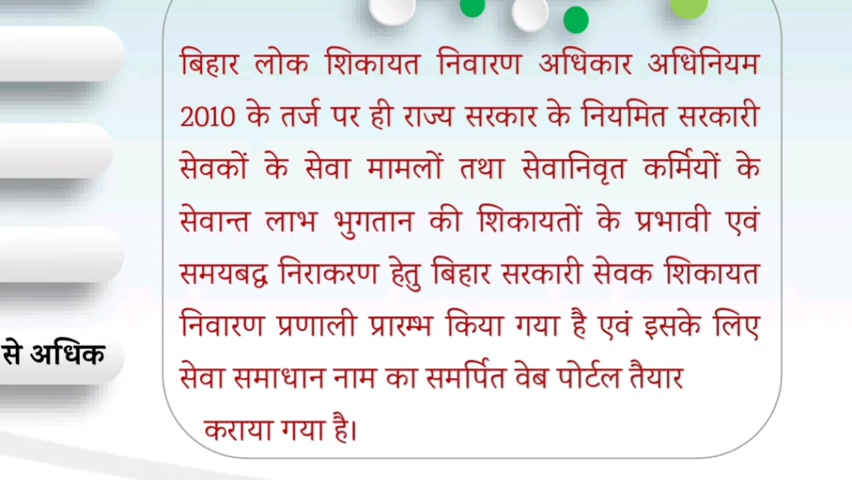 बिहार लोक शिकायत निवारण अधिकार अधिनियम
2010 के तर्ज पर ही राज्य सरकार के नियमित सरकारी
सेवकों के सेवा मामलों तथा सेवानिवृत कर्मियों के
सेवान्त लाभ भुगतान की शिकायतों के प्रभावी एवं
समयबद्ध निराकरण हेतु बिहार सरकारी सेवक शिकायत
निवारण प्रणाली प्रारम्भ किया गया है एवं इसके लिए
से अधिक
सेवा समाधान नाम का समर्पित वेब पोर्टल तैयार
कराया गया है।